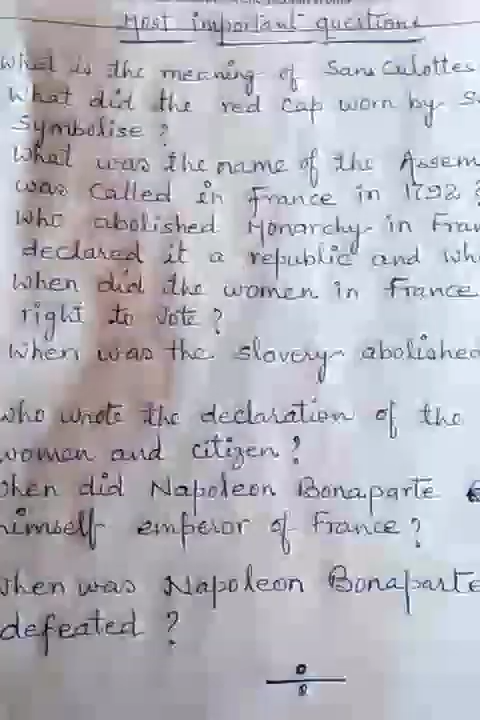 Most important questions
What is the meaning of Sans Culottes
What did the red cap worn by
Symbolise ?
What was the name of the Assem
was called in France in 1792 ?
Who abolished Monarchy in Fran
declared it a republic and wh
When did the women in France
right to vote ?
When was the slavery abolished
who wrote the declaration of the
women and citizen ?
When did Napoleon Bonaparte
himself emperor of France ?
When was Napoleon Bonaparte
defeated ?